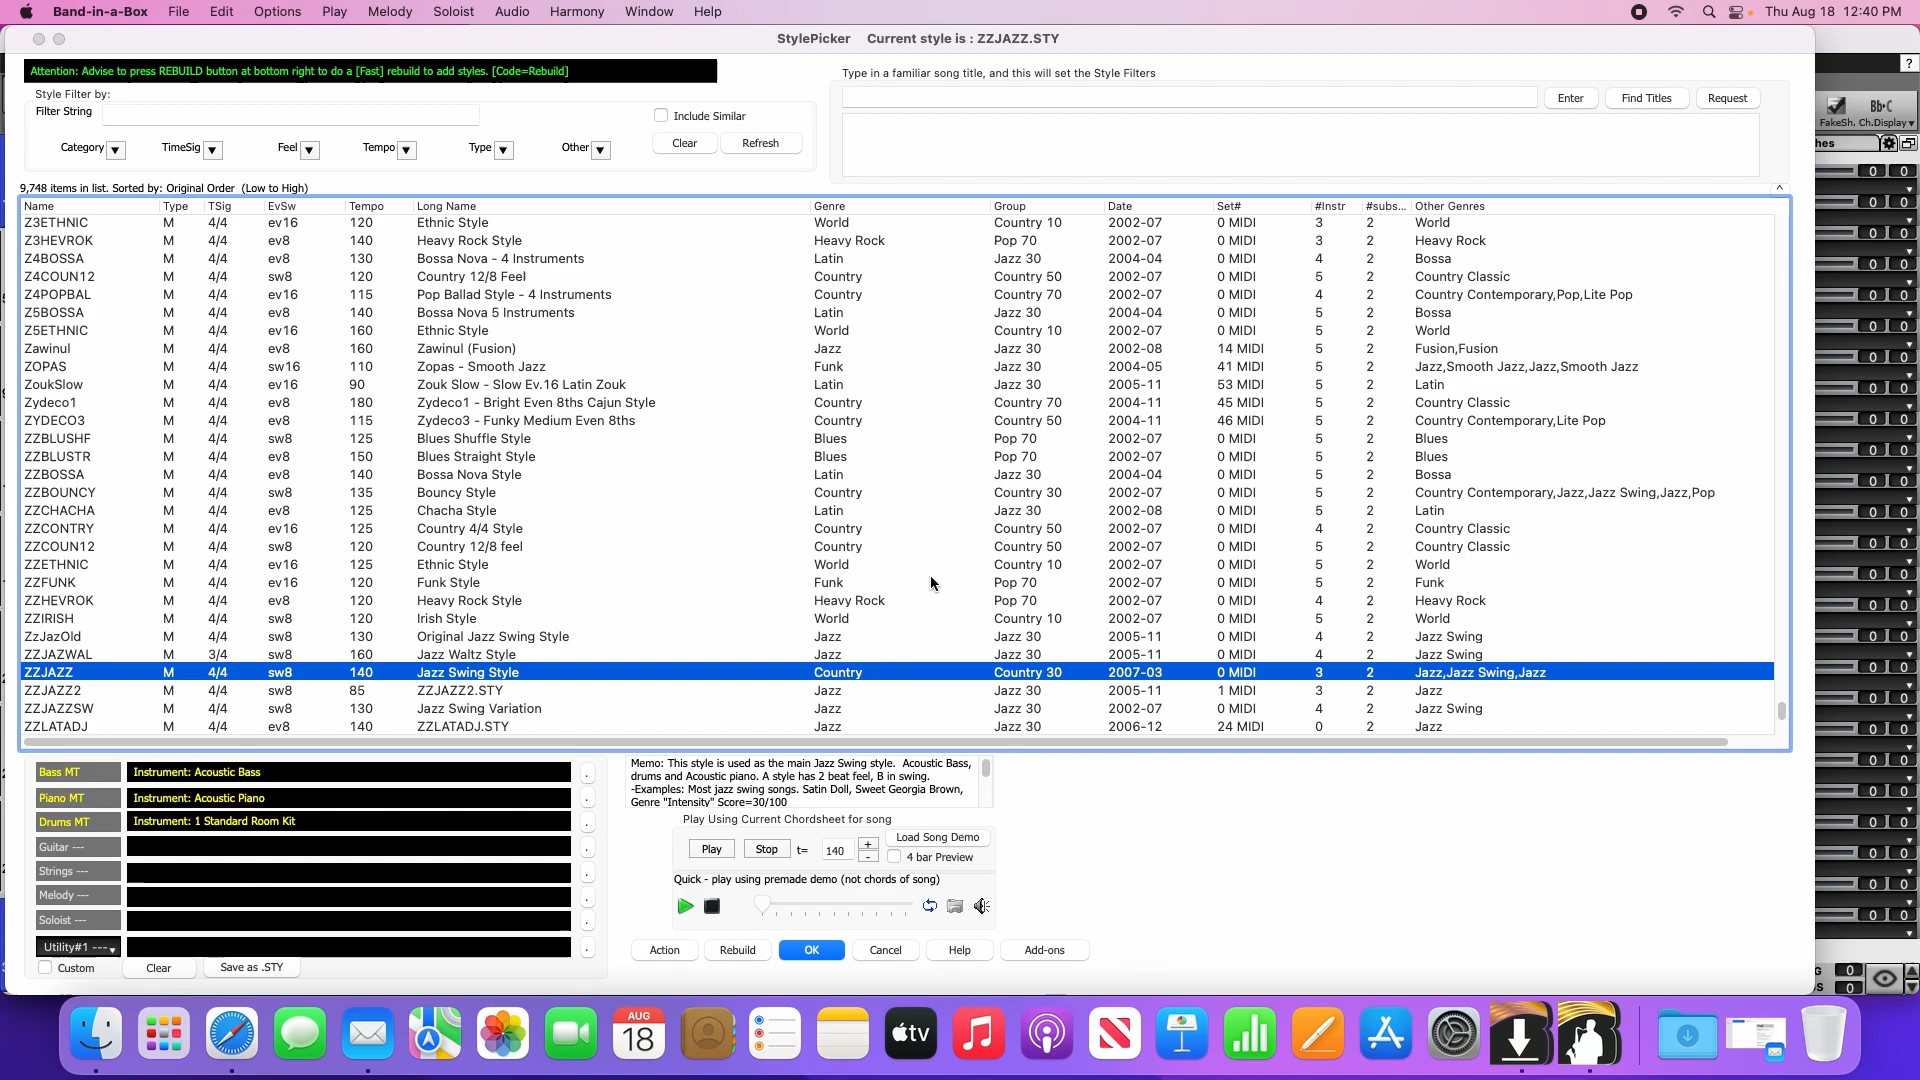 Band-in-a-Box File Edit Options Play Melody Soloist Audio Harmony Window Help Thu Aug 18 12:40 PM
StylePicker Current style is : ZZJAZZ.STY
Attention: Advise to press REBUILD button at bottom right to do a [Fast] rebuild to add styles. [Code=Rebuild]
Type in a familiar song title, and this will set the Style Filters
?
Style Filter by:
Filter String
Include Similar
Enter Find Titles Request
FakeSh. Ch.Display
Category TimeSig Feel Tempo Type Other
Clear Refresh
hes
9,748 items in list. Sorted by: Original Order (Low to High)
Name Type TSig EvSw Tempo Long Name Genre Group Date Set# #Instr #subs... Other Genres
Z3ETHNIC M 4/4 ev16 120 Ethnic Style World Country 10 2002-07 0 MIDI 3 2 World
Z3HEVROK M 4/4 ev8 140 Heavy Rock Style Heavy Rock Pop 70 2002-07 0 MIDI 3 2 Heavy Rock
Z4BOSSA M 4/4 ev8 130 Bossa Nova - 4 Instruments Latin Jazz 30 2004-04 0 MIDI 4 2 Bossa
Z4COUN12 M 4/4 sw8 120 Country 12/8 Feel Country Country 50 2002-07 0 MIDI 5 2 Country Classic
Z4POPBAL M 4/4 ev16 115 Pop Ballad Style - 4 Instruments Country Country 70 2002-07 0 MIDI 4 2 Country Contemporary,Pop,Lite Pop
Z5BOSSA M 4/4 ev8 140 Bossa Nova 5 Instruments Latin Jazz 30 2004-04 0 MIDI 5 2 Bossa
Z5ETHNIC M 4/4 ev16 160 Ethnic Style World Country 10 2002-07 0 MIDI 5 2 World
Zawinul M 4/4 ev8 160 Zawinul (Fusion) Jazz Jazz 30 2002-08 14 MIDI 5 2 Fusion,Fusion
ZOPAS M 4/4 sw16 110 Zopas - Smooth Jazz Funk Jazz 30 2004-05 41 MIDI 5 2 Jazz,Smooth Jazz,Jazz,Smooth Jazz
ZoukSlow M 4/4 ev16 90 Zouk Slow - Slow Ev.16 Latin Zouk Latin Jazz 30 2005-11 53 MIDI 5 2 Latin
Zydeco1 M 4/4 ev8 180 Zydeco1 - Bright Even 8ths Cajun Style Country Country 70 2004-11 45 MIDI 5 2 Country Classic
ZYDECO3 M 4/4 ev8 115 Zydeco3 - Funky Medium Even 8ths Country Country 50 2004-11 46 MIDI 5 2 Country Contemporary,Lite Pop
ZZBLUSHF M 4/4 sw8 125 Blues Shuffle Style Blues Pop 70 2002-07 0 MIDI 5 2 Blues
ZZBLUSTR M 4/4 ev8 150 Blues Straight Style Blues Pop 70 2002-07 0 MIDI 5 2 Blues
ZZBOSSA M 4/4 ev8 140 Bossa Nova Style Latin Jazz 30 2004-04 0 MIDI 5 2 Bossa
ZZBOUNCY M 4/4 sw8 135 Bouncy Style Country Country 30 2002-07 0 MIDI 5 2 Country Contemporary,Jazz,Jazz Swing,Jazz,Pop
ZZCHACHA M 4/4 ev8 125 Chacha Style Latin Jazz 30 2002-08 0 MIDI 5 2 Latin
ZZCONTRY M 4/4 ev16 125 Country 4/4 Style Country Country 50 2002-07 0 MIDI 4 2 Country Classic
ZZCOUN12 M 4/4 sw8 120 Country 12/8 feel Country Country 50 2002-07 0 MIDI 5 2 Country Classic
ZZETHNIC M 4/4 ev16 125 Ethnic Style World Country 10 2002-07 0 MIDI 5 2 World
ZZFUNK M 4/4 ev16 120 Funk Style Funk Pop 70 2002-07 0 MIDI 5 2 Funk
ZZHEVROK M 4/4 ev8 120 Heavy Rock Style Heavy Rock Pop 70 2002-07 0 MIDI 4 2 Heavy Rock
ZZIRISH M 4/4 sw8 120 Irish Style World Country 10 2002-07 0 MIDI 5 2 World
ZzJazOld M 4/4 sw8 130 Original Jazz Swing Style Jazz Jazz 30 2005-11 0 MIDI 4 2 Jazz Swing
ZZJAZWAL M 3/4 sw8 160 Jazz Waltz Style Jazz Jazz 30 2005-11 0 MIDI 4 2 Jazz Swing
ZZJAZZ M 4/4 sw8 140 Jazz Swing Style Country Country 30 2007-03 0 MIDI 3 2 Jazz,Jazz Swing,Jazz
ZZJAZZ2 M 4/4 sw8 85 ZZJAZZ2.STY Jazz Jazz 30 2005-11 1 MIDI 3 2 Jazz
ZZJAZZSW M 4/4 sw8 130 Jazz Swing Variation Jazz Jazz 30 2002-07 0 MIDI 4 2 Jazz Swing
ZZLATADJ M 4/4 ev8 140 ZZLATADJ.STY Jazz Jazz 30 2006-12 24 MIDI 0 2 Jazz
Bass MT Instrument: Acoustic Bass
Piano MT Instrument: Acoustic Piano
Drums MT Instrument: 1 Standard Room Kit
Guitar ---
Strings ---
Melody ---
Soloist ---
Utility#1 ---
Custom Clear Save as .STY
Memo: This style is used as the main Jazz Swing style. Acoustic Bass,
drums and Acoustic piano. A style has 2 beat feel, B in swing.
-Examples: Most jazz swing songs. Satin Doll, Sweet Georgia Brown,
Genre "Intensity" Score=30/100
Play Using Current Chordsheet for song
Play Stop t= 140 + - Load Song Demo
4 bar Preview
Quick - play using premade demo (not chords of song)
Action Rebuild OK Cancel Help Add-ons
AUG
18
tv